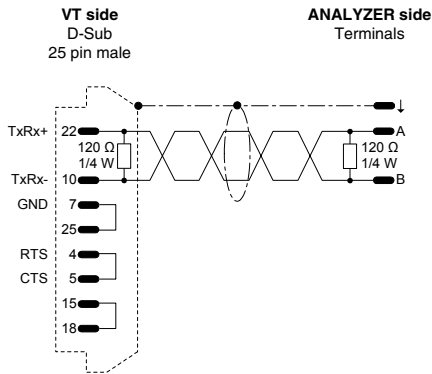 VT side
D-Sub
25 pin male
ANALYZER side
Terminals
TxRx+ 22
A
120 Ω
1/4 W
120 Ω
1/4 W
TxRx- 10
B
GND 7
25
RTS 4
CTS 5
15
18